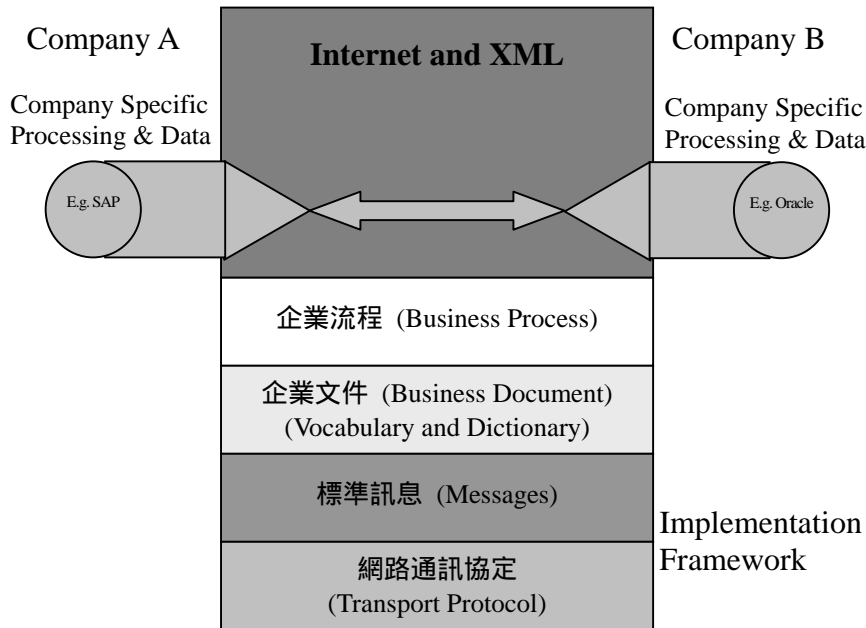 Company A
Internet and XML
Company B
Company Specific
Processing & Data
Company Specific
Processing & Data
E.g. SAP
E.g. Oracle
企業流程 (Business Process)
企業文件 (Business Document)
(Vocabulary and Dictionary)
標準訊息 (Messages)
Implementation
Framework
網路通訊協定
(Transport Protocol)